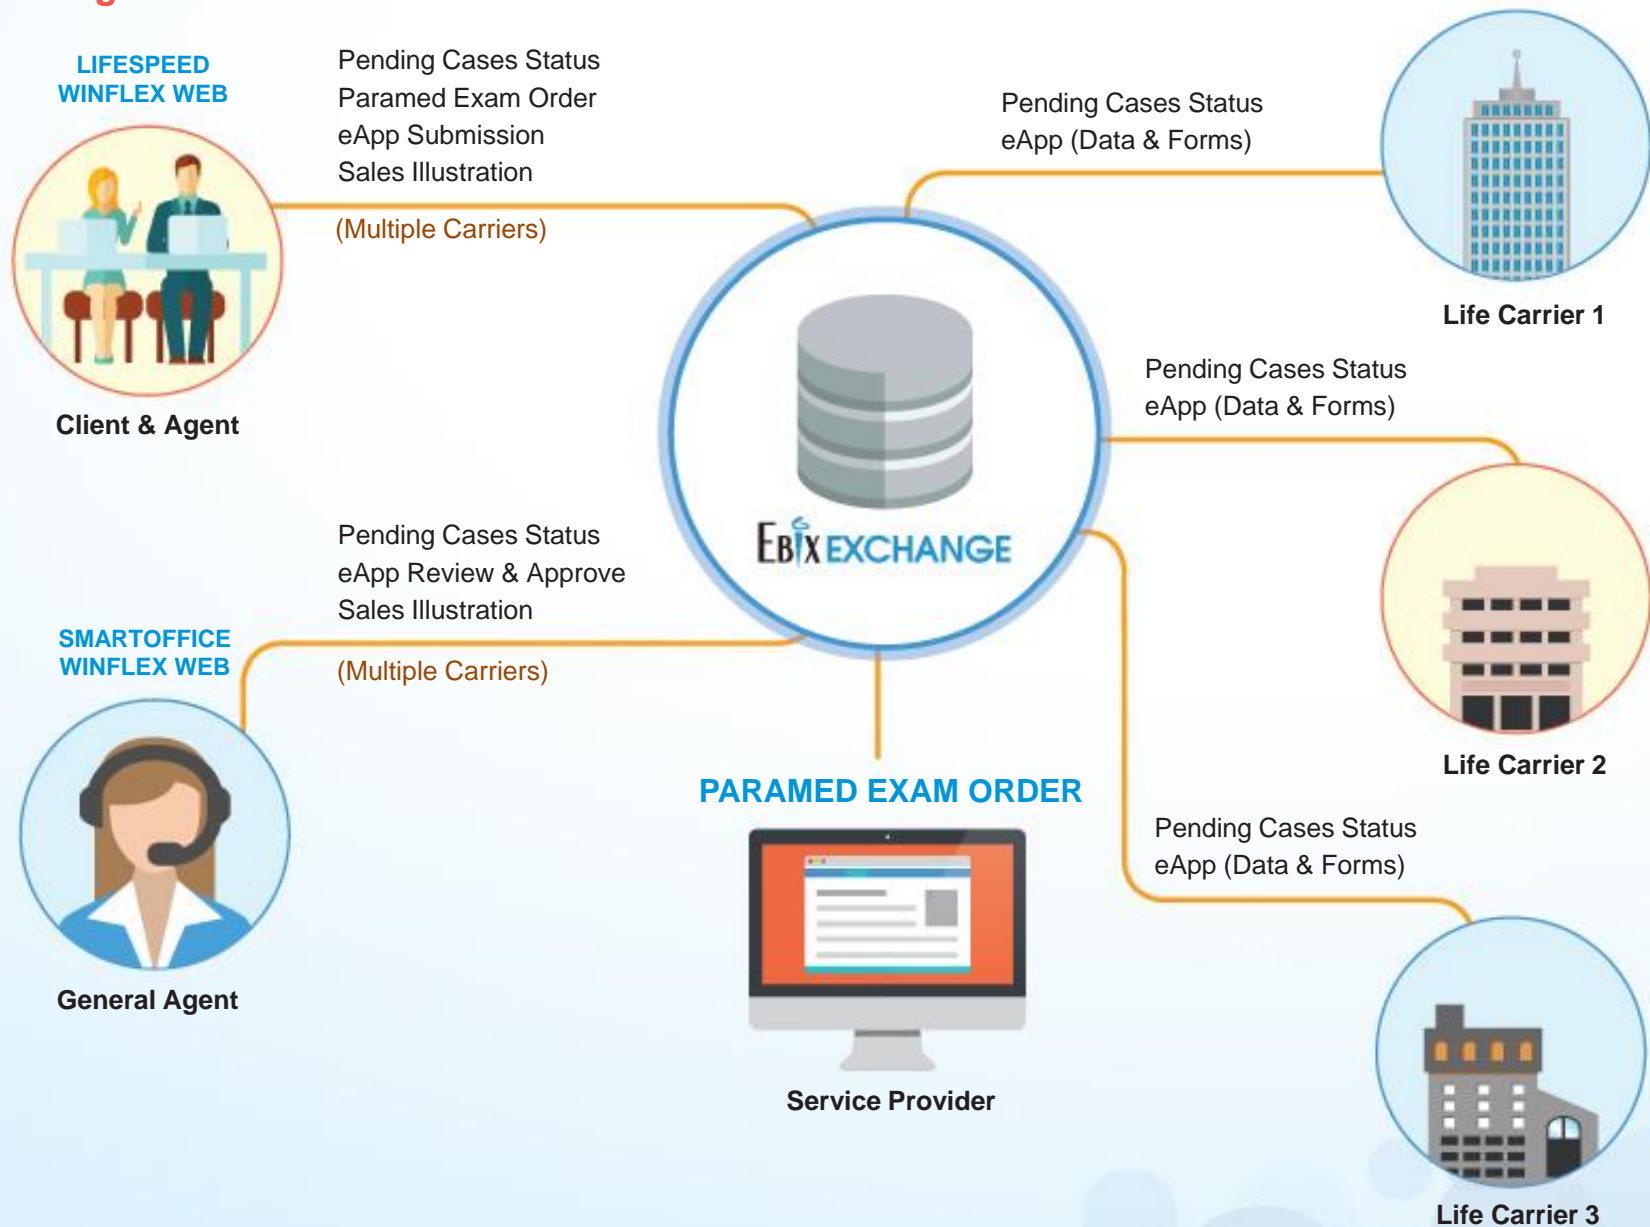 LIFESPEED
WINFLEX WEB
Pending Cases Status
Paramed Exam Order
eApp Submission
Sales Illustration
(Multiple Carriers)
Client & Agent
Pending Cases Status
eApp (Data & Forms)
Life Carrier 1
Pending Cases Status
eApp (Data & Forms)
Life Carrier 2
EBIX EXCHANGE
Pending Cases Status
eApp Review & Approve
Sales Illustration
(Multiple Carriers)
SMARTOFFICE
WINFLEX WEB
General Agent
PARAMED EXAM ORDER
Service Provider
Pending Cases Status
eApp (Data & Forms)
Life Carrier 3